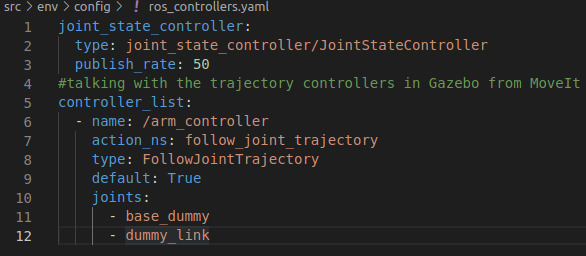 src > env > config > ! ros_controllers.yaml
1 joint_state_controller:
2   type: joint_state_controller/JointStateController
3   publish_rate: 50
4 #talking with the trajectory controllers in Gazebo from MoveIt
5 controller_list:
6   - name: /arm_controller
7     action_ns: follow_joint_trajectory
8     type: FollowJointTrajectory
9     default: True
10     joints:
11       - base_dummy
12       - dummy_link